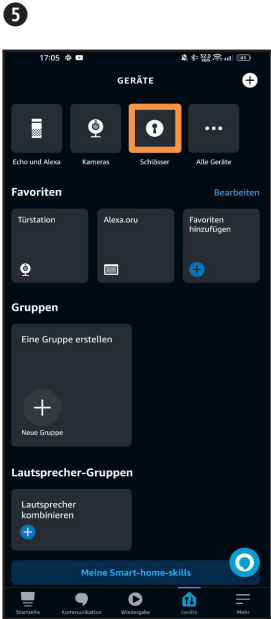 5
17:05
GERÄTE
Echo und Alexa
Kameras
Schlösser
Alle Geräte
Favoriten
Bearbeiten
Türstation
Alexa.oru
Favoriten
hinzufügen
Gruppen
Eine Gruppe erstellen
Neue Gruppe
Lautsprecher-Gruppen
Lautsprecher
kombinieren
Meine Smart-home-skills
Startseite
Kommunikation
Wiedergabe
Geräte
Mehr